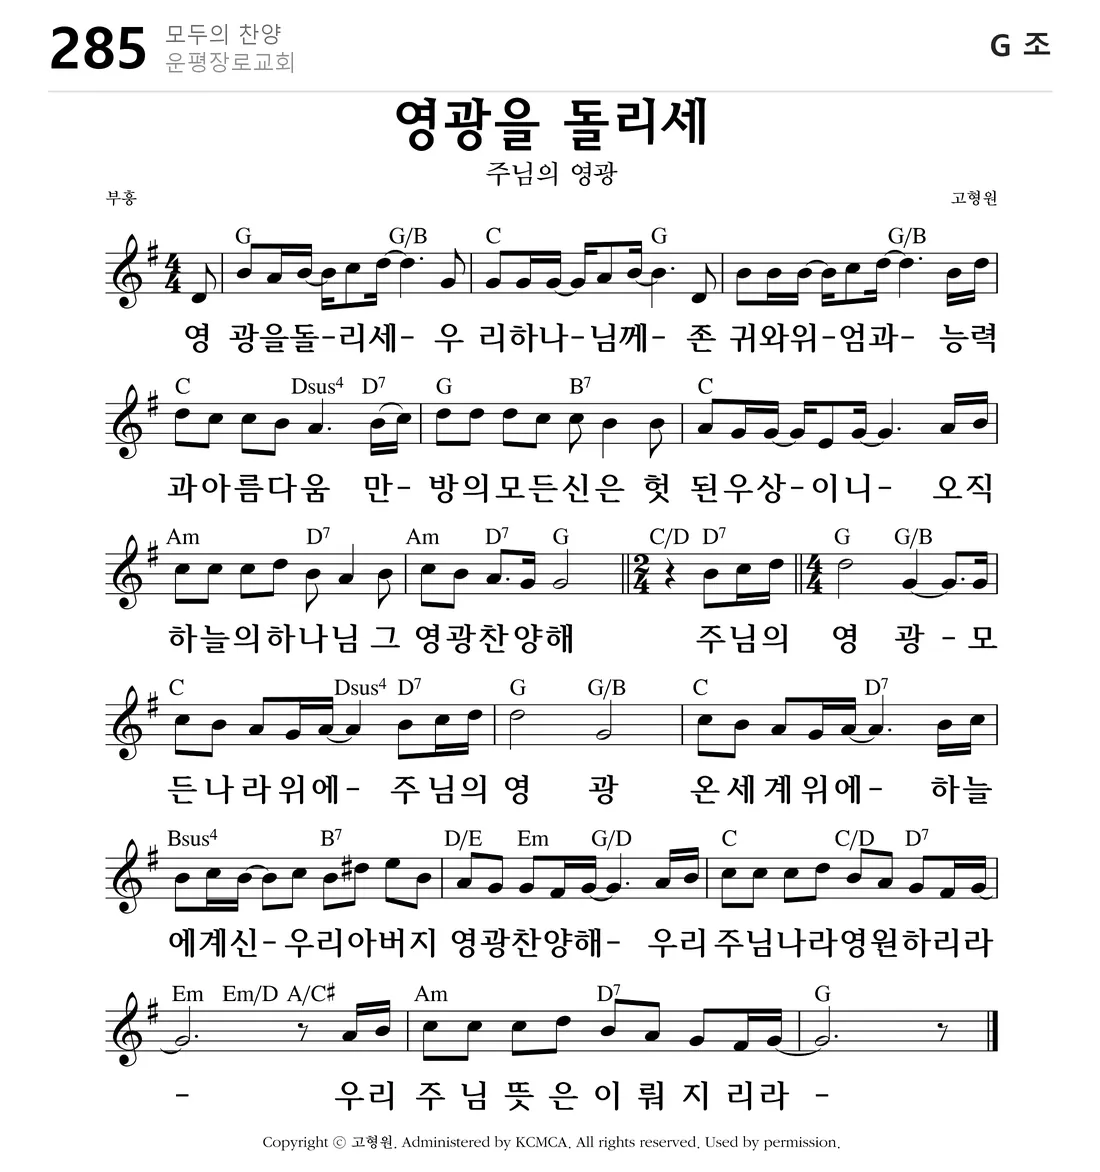 285 모두의 찬양
운평장로교회
G 조
영광을 돌리세
주님의 영광
부흥 고형원
G G/B C G G/B
영 광을돌-리세- 우 리하나-님께- 존 귀와위-엄과- 능력
C Dsus4 D7 G B7 C
과아름다움 만- 방의모든신은 헛 된우상-이니- 오직
Am D7 Am D7 G C/D D7 G G/B
하늘의하나님 그 영광찬양해 주님의 영 광 - 모
C Dsus4 D7 G G/B C D7
든 나 라 위에- 주 님의 영 광 온 세 계 위에- 하늘
Bsus4 B7 D/E Em G/D C C/D D7
에계신- 우리아버지 영광찬양해- 우리 주님나라영원하리라
Em Em/D A/C# Am D7 G
- 우리 주 님 뜻 은 이 뤄 지 리라 -
Copyright ⓒ 고형원. Administered by KCMCA. All rights reserved. Used by permission.